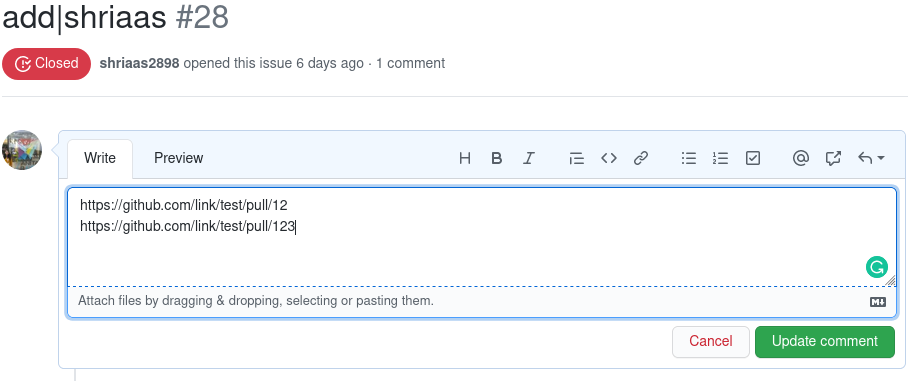 add|shriaas #28
Closed shriaas2898 opened this issue 6 days ago · 1 comment
Write Preview
https://github.com/link/test/pull/12
https://github.com/link/test/pull/123
Attach files by dragging & dropping, selecting or pasting them.
Cancel Update comment